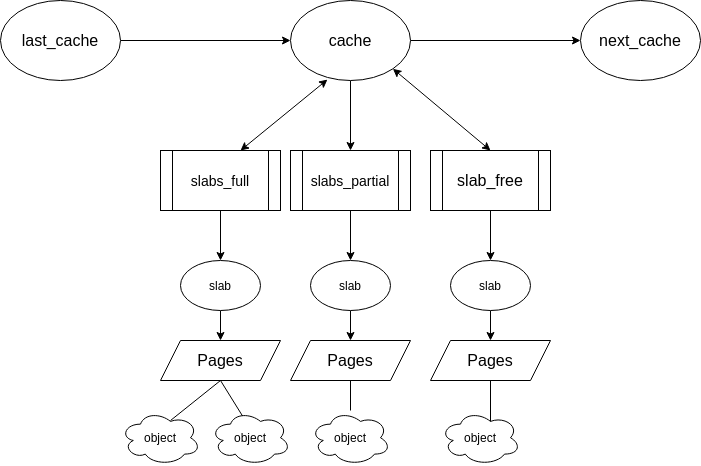 last_cache
cache
next_cache
slabs_full
slabs_partial
slab_free
slab
slab
slab
Pages
Pages
Pages
object
object
object
object